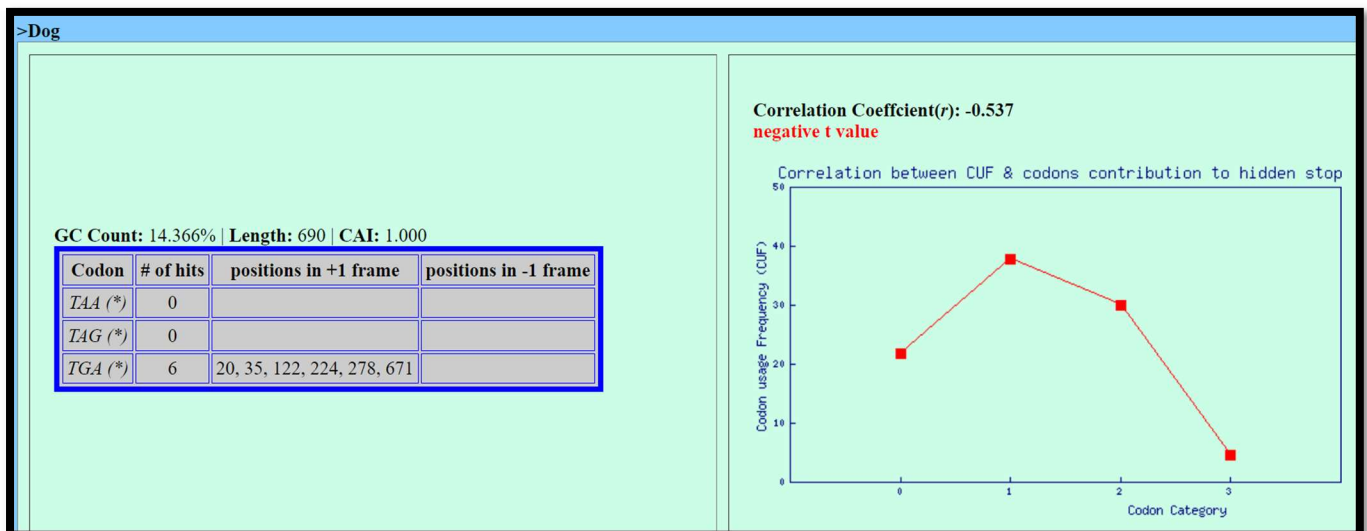 >Dog
GC Count: 14.366% | Length: 690 | CAI: 1.000
Codon # of hits positions in +1 frame positions in -1 frame
TAA (*) 0
TAG (*) 0
TGA (*) 6 20, 35, 122, 224, 278, 671
Correlation Coeffcient(r): -0.537
negative t value
Correlation between CUF & codons contribution to hidden stop
Codon usage Frequency (CUF)
50
40
30
20
10
0
0 1 2 3
Codon Category